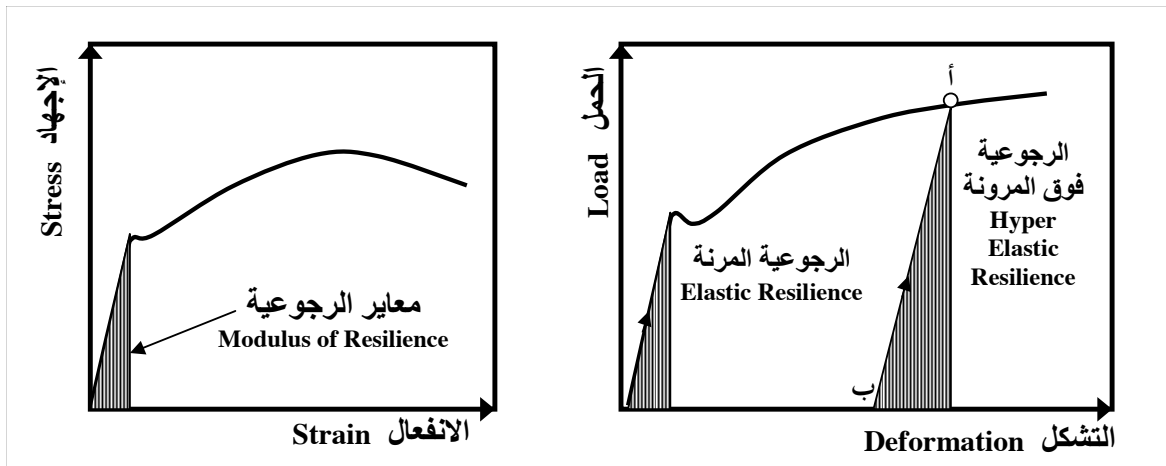 الإجهاد Stress
معاير الرجوعية
Modulus of Resilience
Strain الانفعال
الحمل Load
أ
الرجوعية
فوق المرونة
Hyper
Elastic
Resilience
الرجوعية المرنة
Elastic Resilience
ب
Deformation التشكل